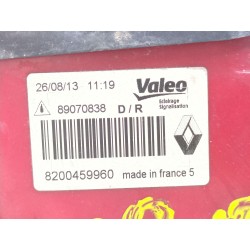 26/08/13 11:19
Valeo
Éclairage
Signalisation
89070838 D / R
8200459960 made in france 5